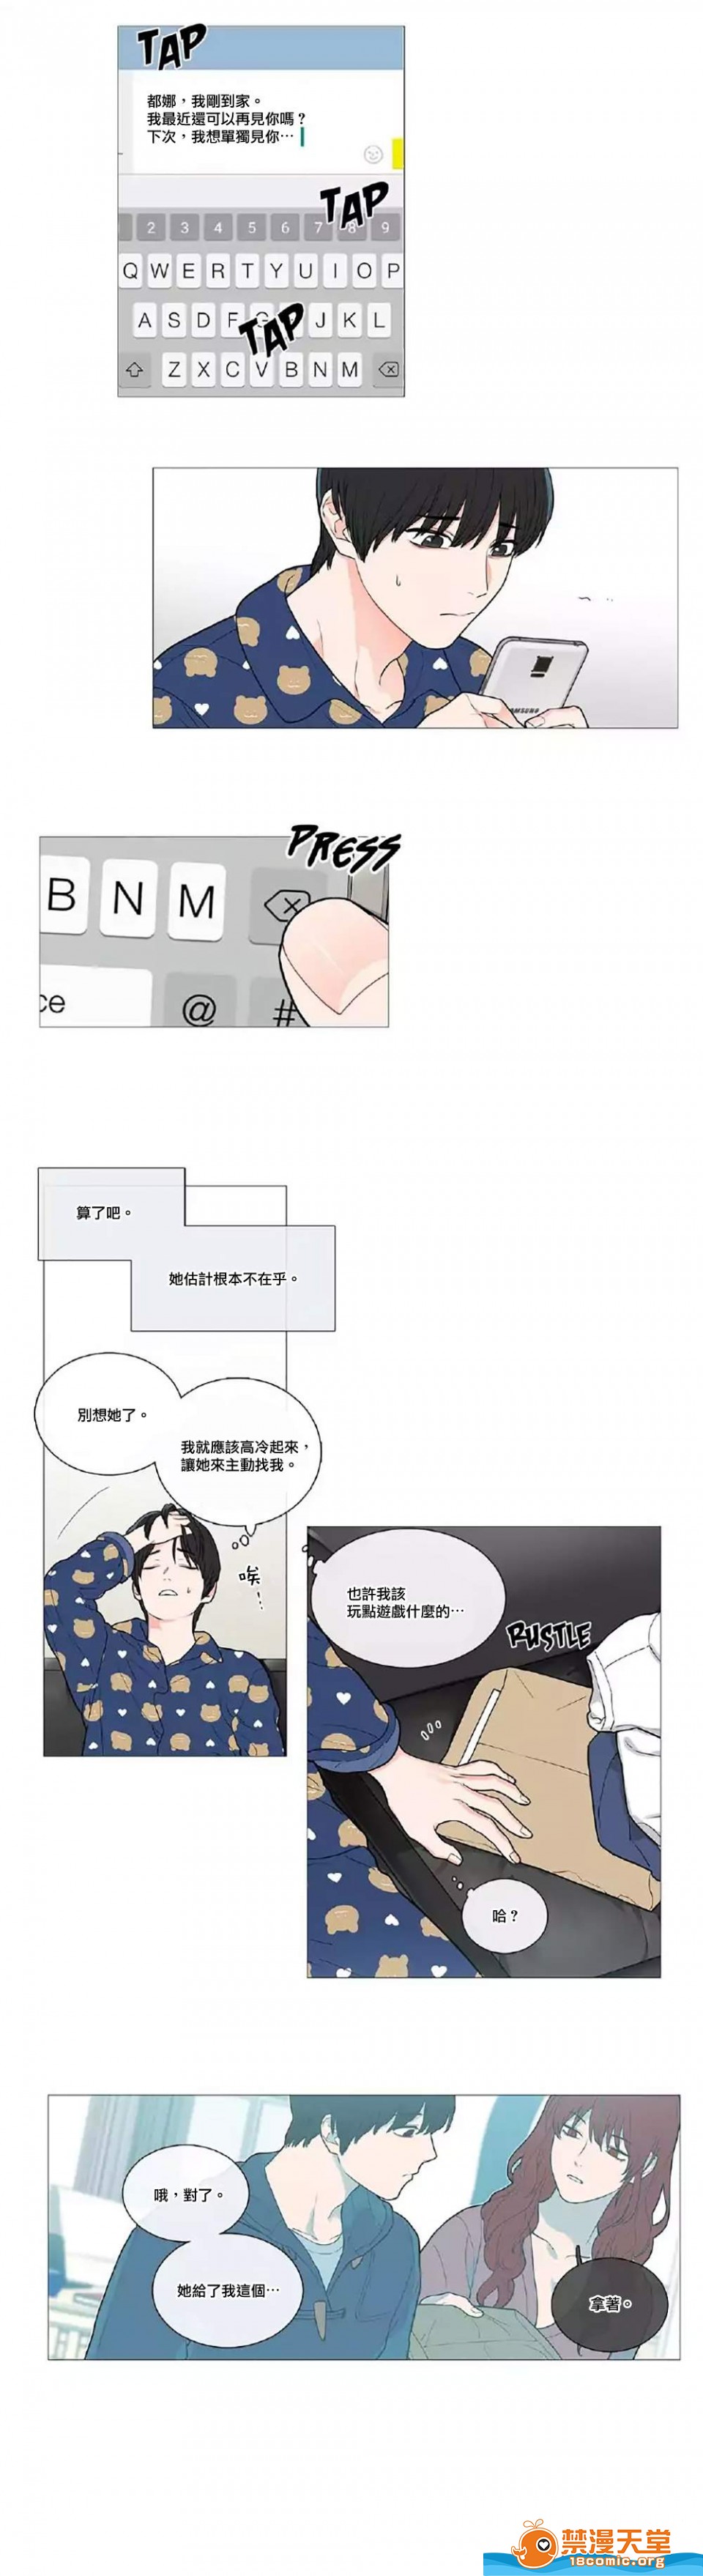 TAP
都娜，我剛到家。
我最近還可以再見你嗎？
下次，我想單獨見你…
TAP
2 3 4 5 6 7 8 9
Q W E R T Y U I O P
A S D F G J K L
TAP
Z X C V B N M
SAMSUNG
PRESS
B N M
ce @ #
算了吧。
她估計根本不在乎。
別想她了。
我就應該高冷起來，
讓她來主動找我。
唉…
也許我該
玩點遊戲什麼的…
RUSTLE
哈？
哦，對了。
她給了我這個…
拿著。
禁漫天堂
18comic.org